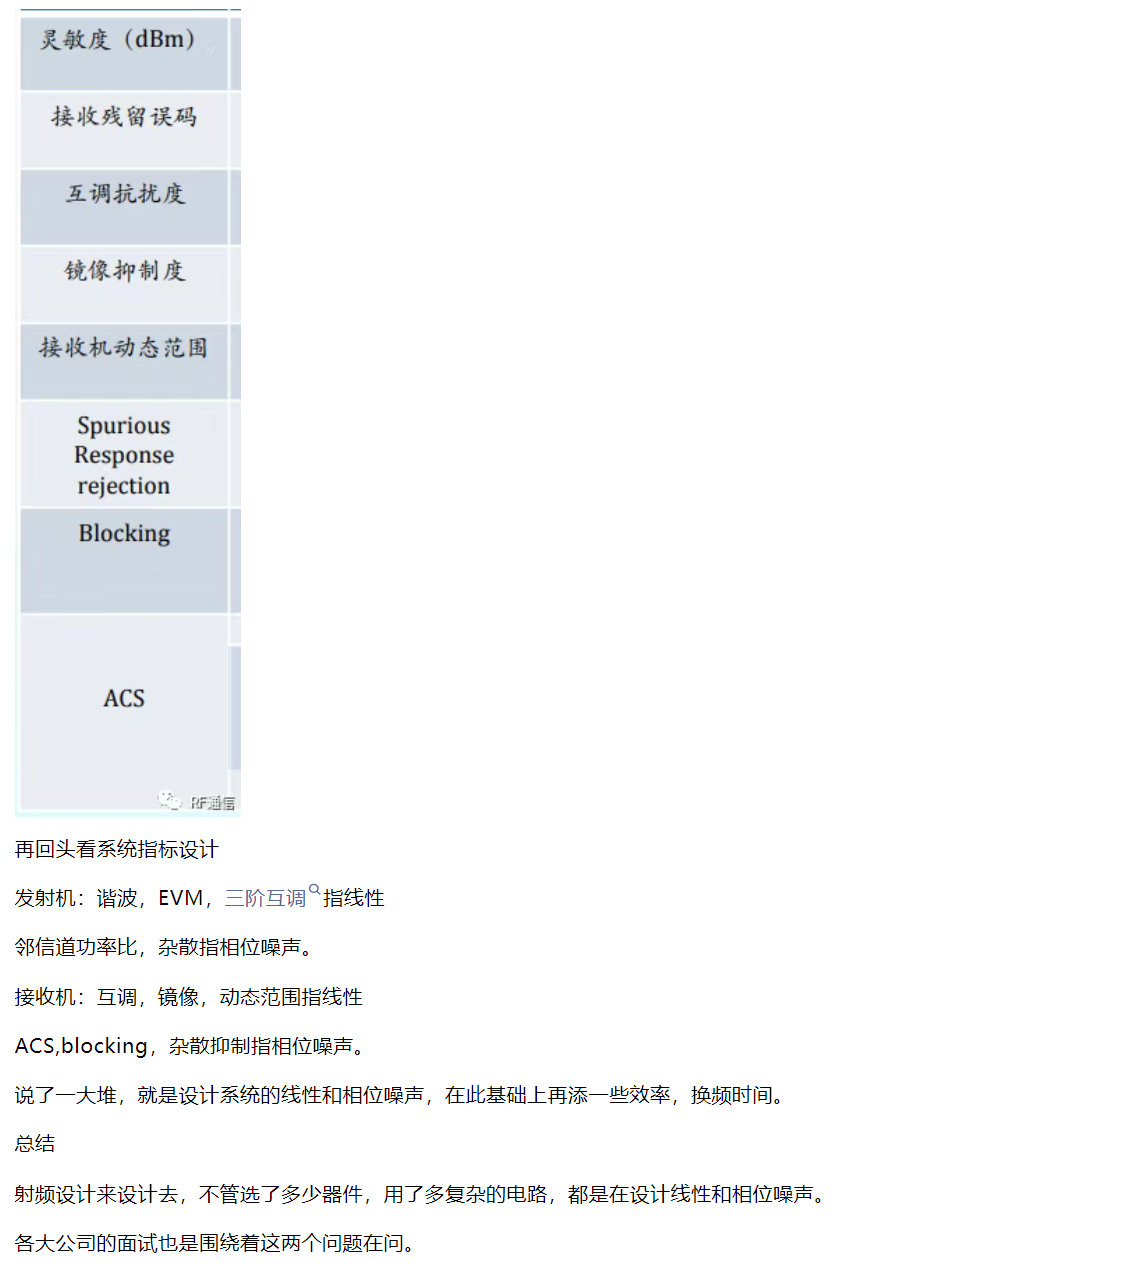 灵敏度（dBm）
接收残留误码
互调抗扰度
镜像抑制度
接收机动态范围
Spurious
Response
rejection
Blocking
ACS
RF通信
再回头看系统指标设计
发射机：谐波，EVM，三阶互调指线性
邻信道功率比，杂散指相位噪声。
接收机：互调，镜像，动态范围指线性
ACS,blocking，杂散抑制指相位噪声。
说了一大堆，就是设计系统的线性和相位噪声，在此基础上再添一些效率，换频时间。
总结
射频设计来设计去，不管选了多少器件，用了多复杂的电路，都是在设计线性和相位噪声。
各大公司的面试也是围绕着这两个问题在问。